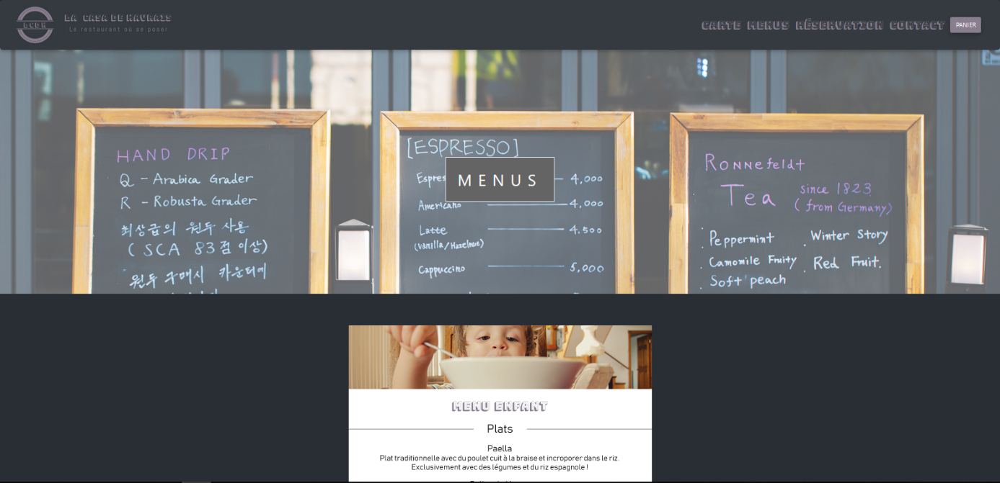 LCDN
LA CASA DE NAVRAIS
Le restaurant où se poser
CARTE MENUS RÉSERVATION CONTACT PANIER
HAND DRIP
Q - Arabica Grader
R - Robusta Grader
최상급의 원두 사용
( SCA 83점 이상)
원두 구매시 카운터에
[ESPRESSO]
4,000
Americano 4,000
Latte 4,500
(Vanilla/Hazelnut)
Cappuccino 5,000
MENUS
Ronnefeldt
Tea since 1823
( from Germany)
Peppermint
Camomile Fruity
Soft peach
Winter Story
Red Fruit.
MENU ENFANT
Plats
Paella
Plat traditionnelle avec du poulet cuit à la braise et incroporer dans le riz.
Exclusivement avec des légumes et du riz espagnole !